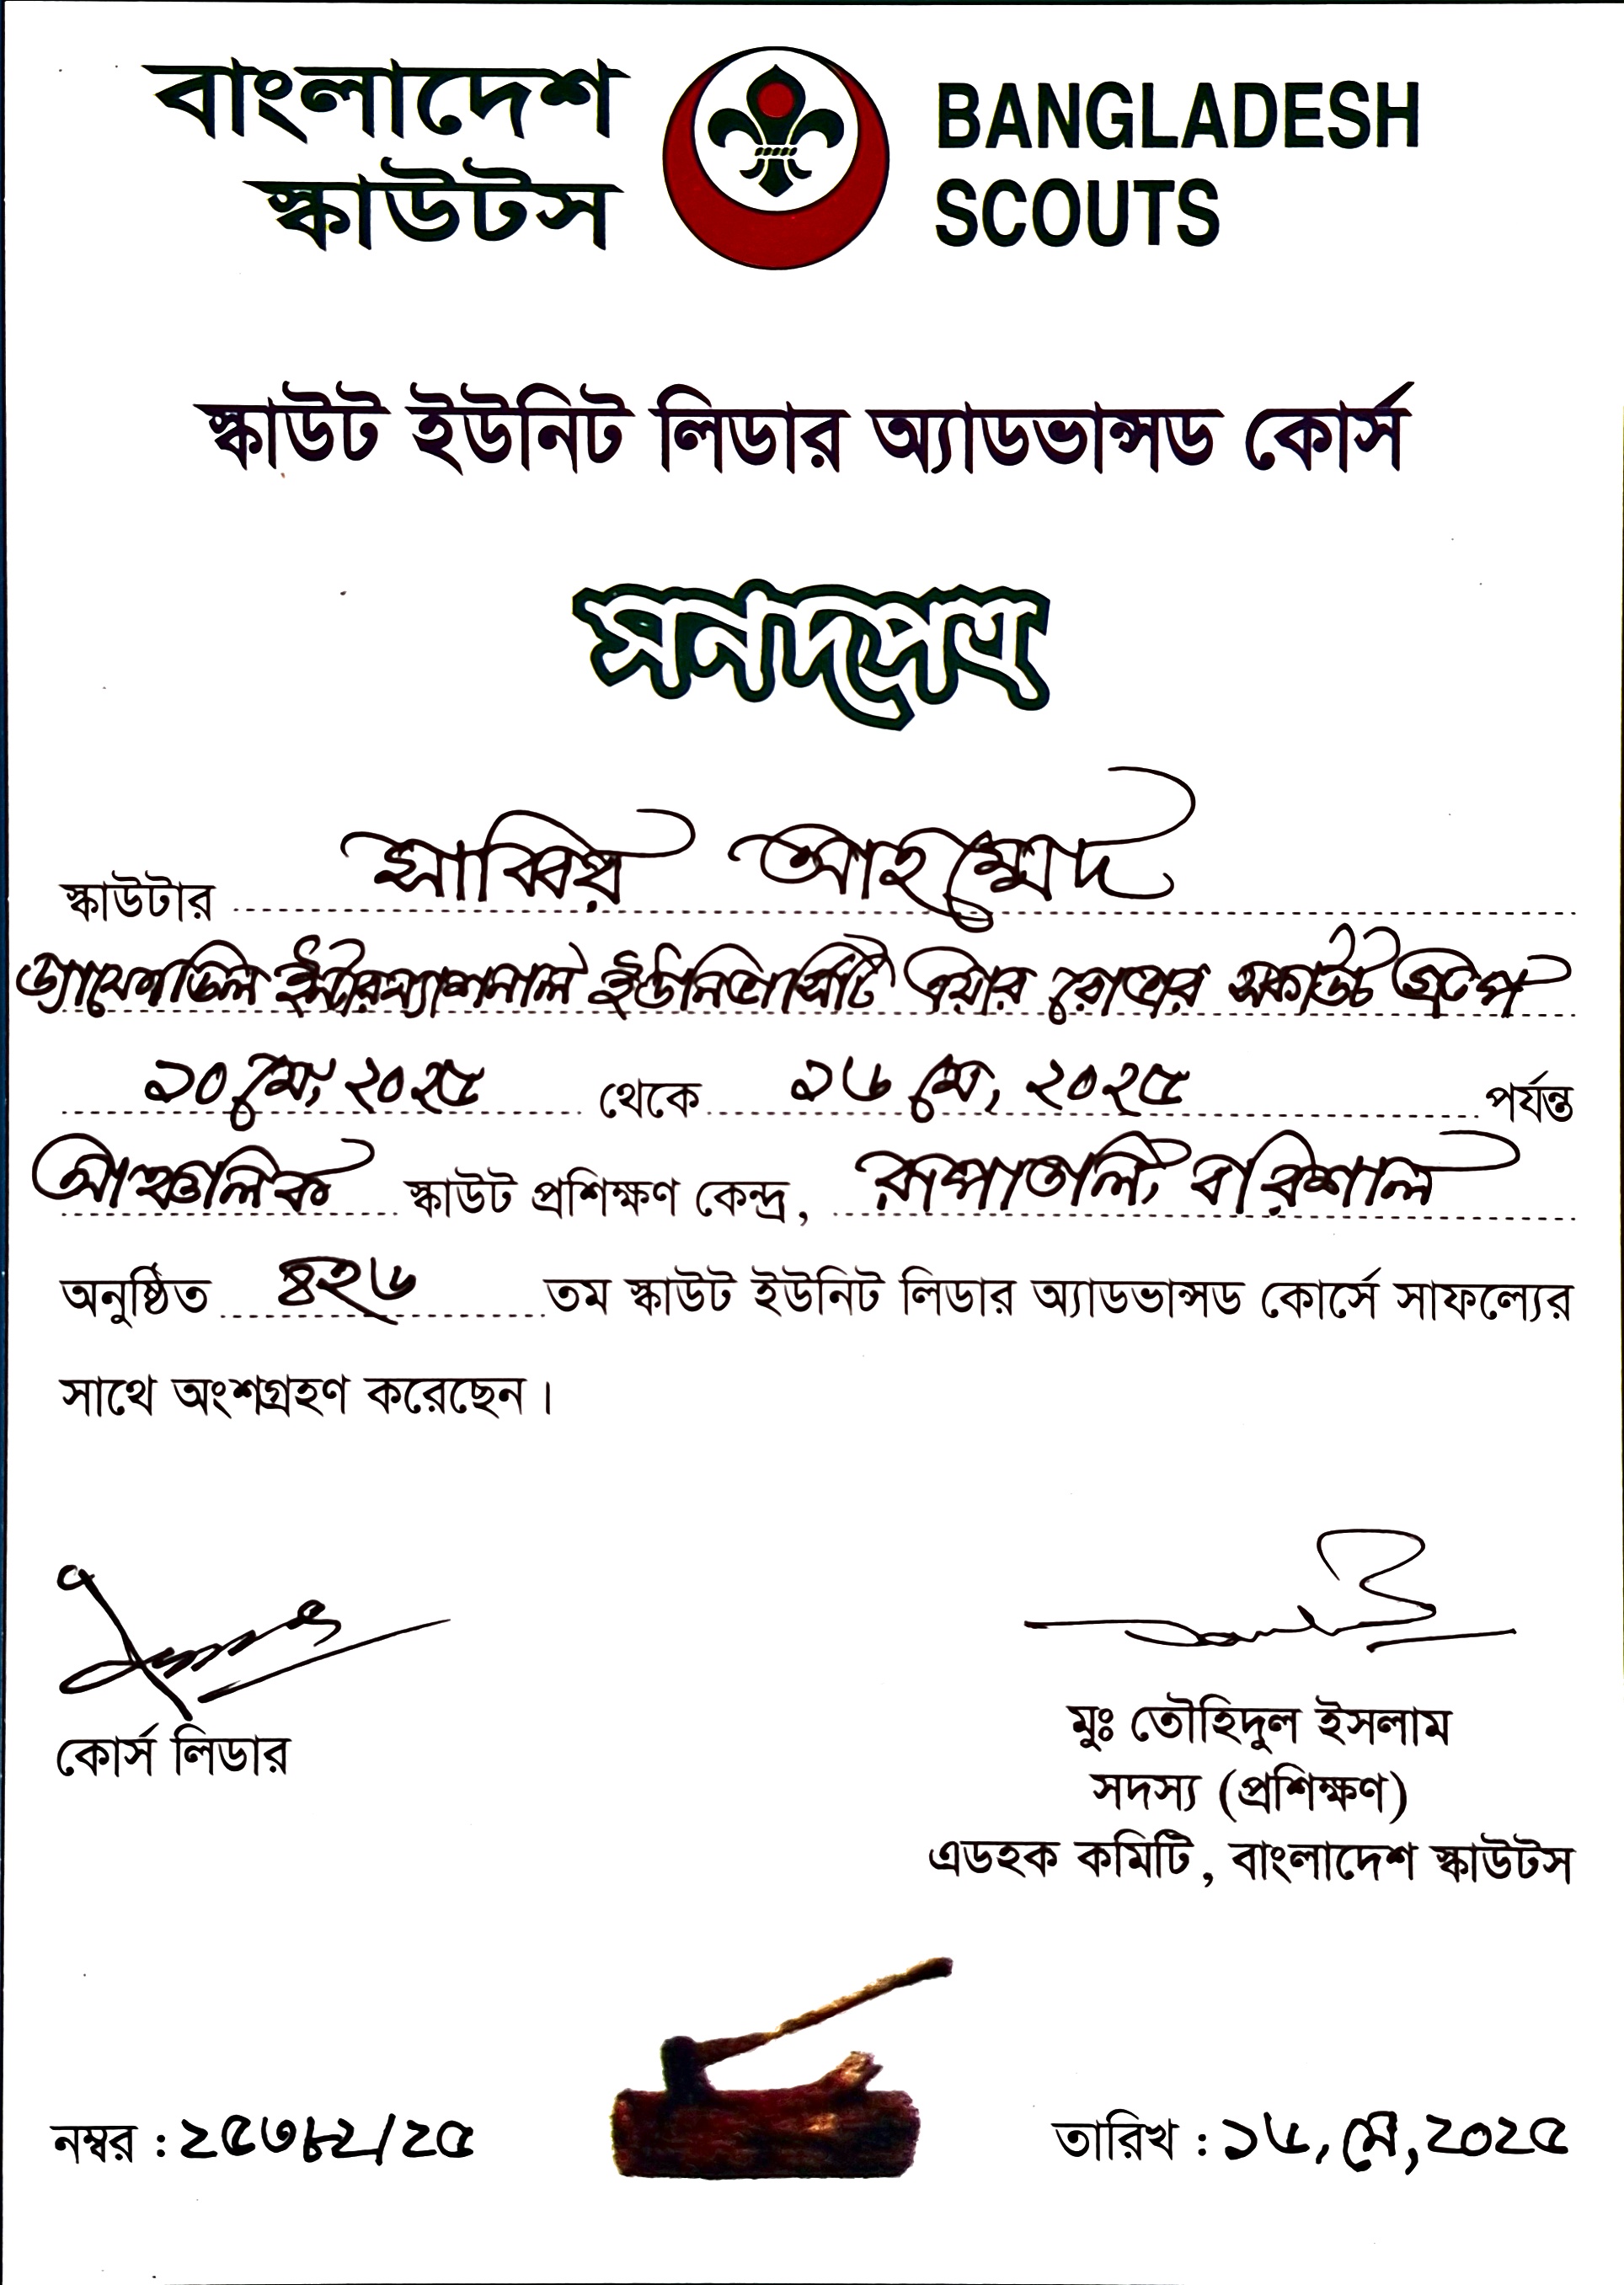 বাংলাদেশ
স্কাউটস
BANGLADESH
SCOUTS
স্কাউট ইউনিট লিডার অ্যাডভান্সড কোর্স
সনদপত্র
স্কাউটার সাব্বির আহম্মেদ
ড্যাফোডিল ইন্টারন্যাশনাল ইউনিভার্সিটি এয়ার রোভার স্কাউট গ্রুপ
১০ মে, ২০২৫ থেকে ১৬ মে, ২০২৫ পর্যন্ত
আঞ্চলিক স্কাউট প্রশিক্ষণ কেন্দ্র, রূপাতলি, বরিশাল
অনুষ্ঠিত ৪২৬ তম স্কাউট ইউনিট লিডার অ্যাডভান্সড কোর্সে সাফল্যের
সাথে অংশগ্রহণ করেছেন।
কোর্স লিডার
মুঃ তৌহিদুল ইসলাম
সদস্য (প্রশিক্ষণ)
এডহক কমিটি, বাংলাদেশ স্কাউটস
নম্বর : ২৫৩৮২/২৫
তারিখ : ১৬, মে, ২০২৫